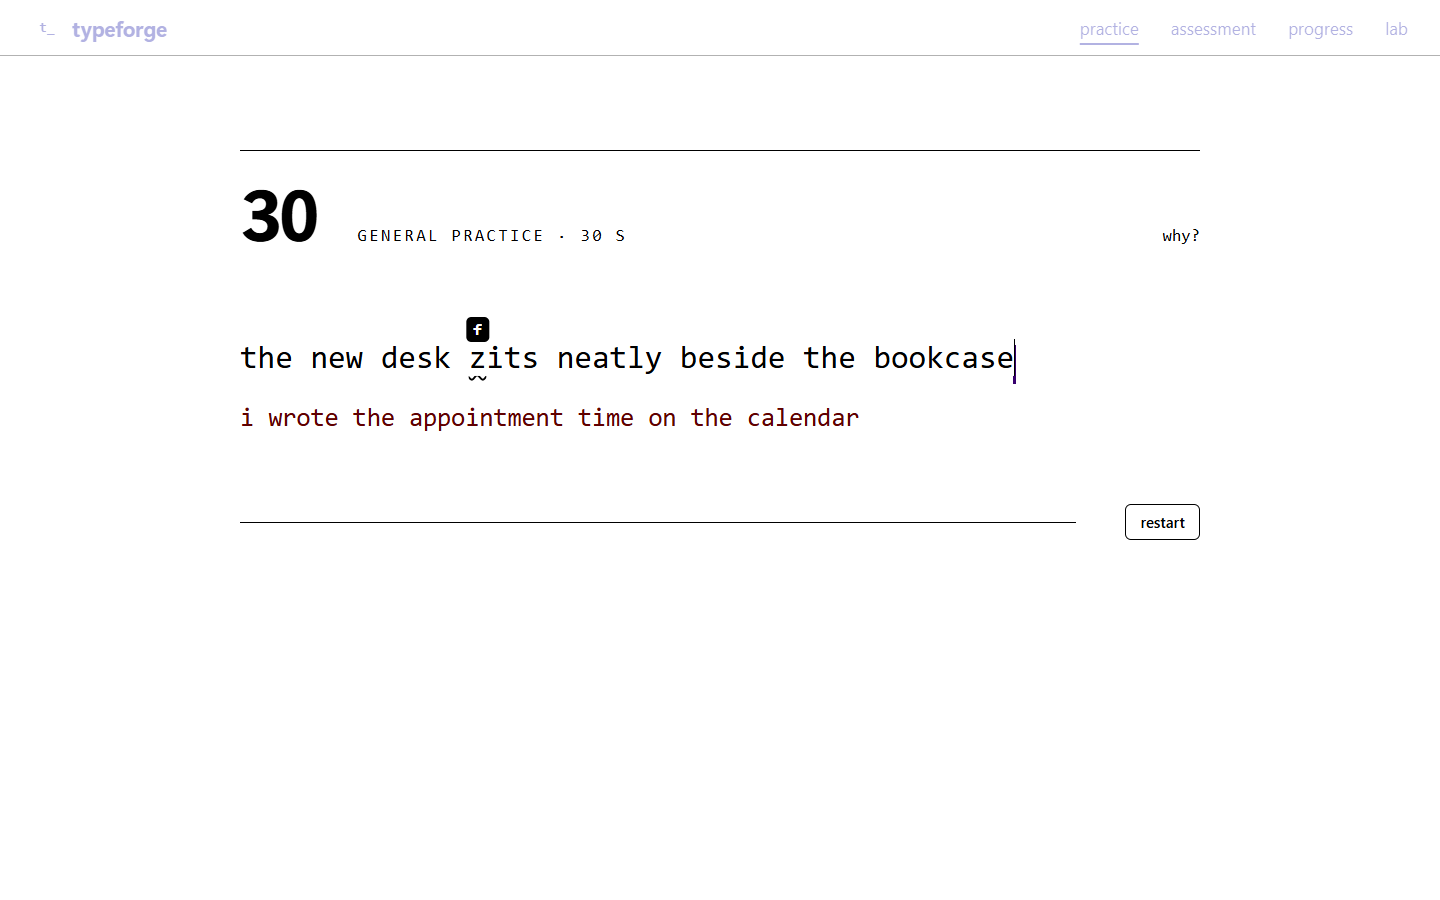 t_ typeforge practice assessment progress lab
30 GENERAL PRACTICE · 30 S why?
f
the new desk zits neatly beside the bookcase
i wrote the appointment time on the calendar
restart